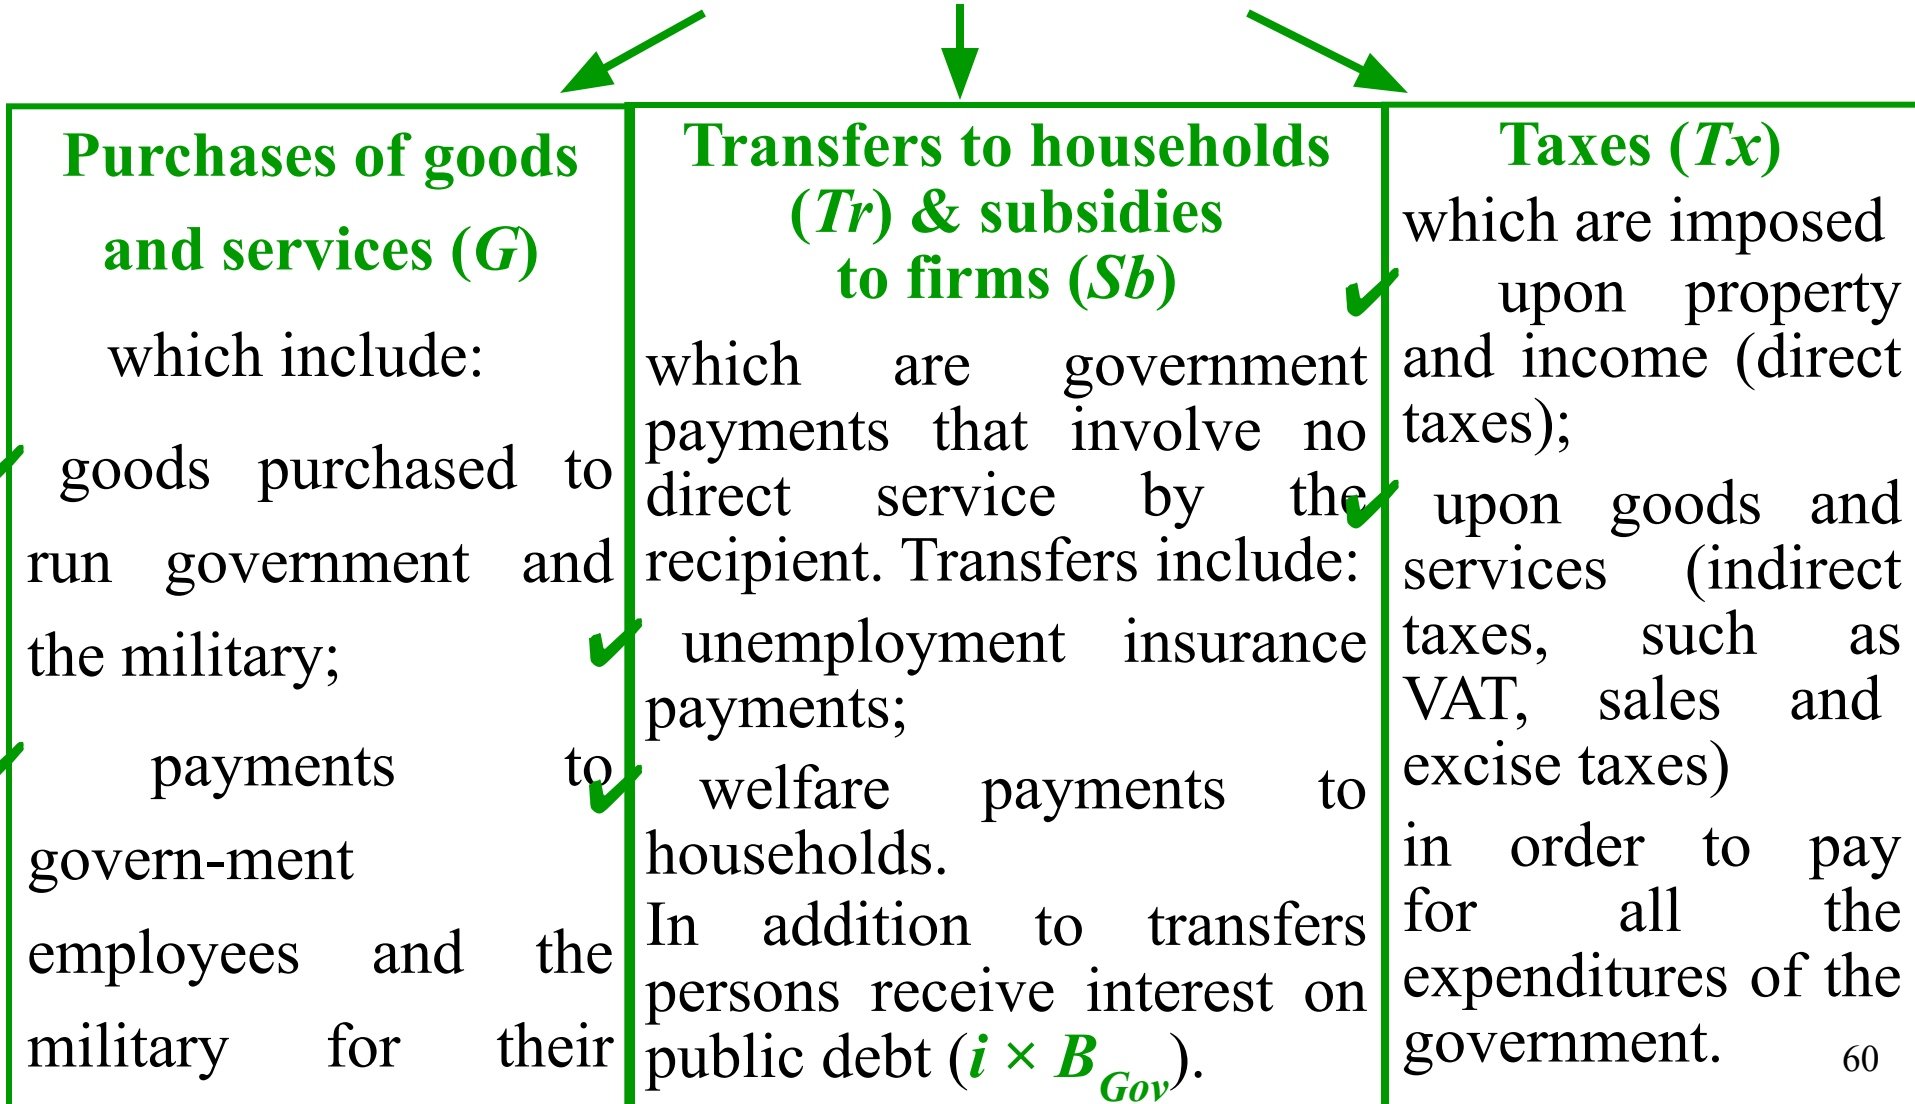 Purchases of goods
and services (G)
which include:
✔ goods purchased to
run government and
the military;
✔ payments to
govern-ment
employees and the
military for their
Transfers to households
(Tr) & subsidies
to firms (Sb)
which are government
payments that involve no
direct service by the
recipient. Transfers include:
✔ unemployment insurance
payments;
✔ welfare payments to
households.
In addition to transfers
persons receive interest on
public debt (i × B_Gov).
Taxes (Tx)
which are imposed
✔ upon property
and income (direct
taxes);
✔ upon goods and
services (indirect
taxes, such as
VAT, sales and
excise taxes)
in order to pay
for all the
expenditures of the
government.
60